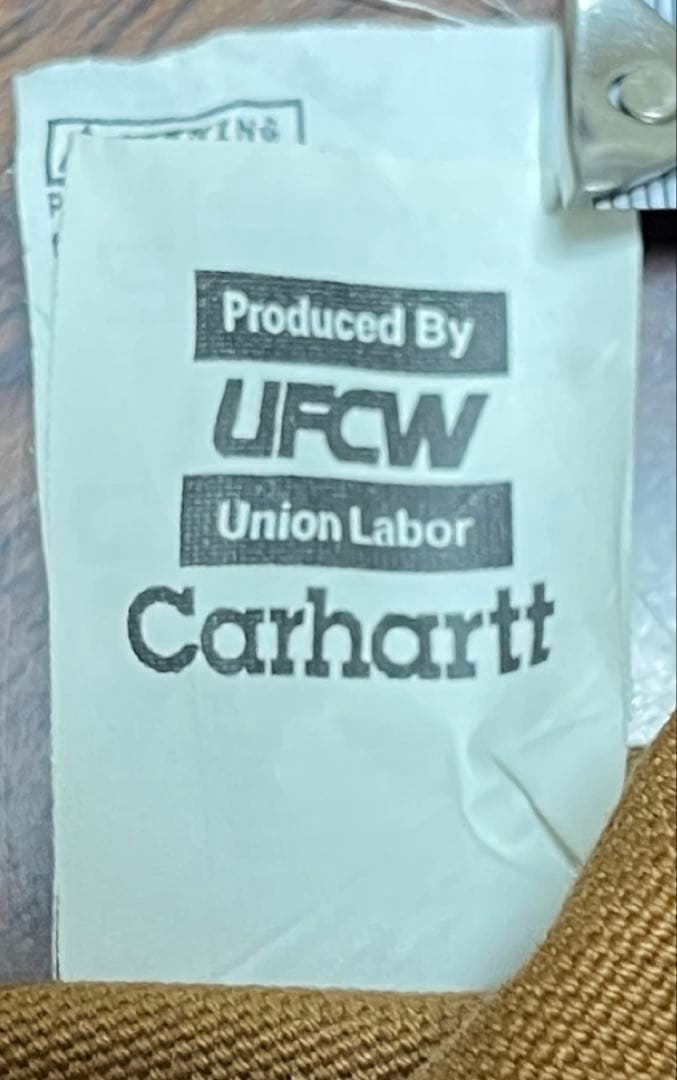 Produced By
UFCW
Union Labor
Carhartt